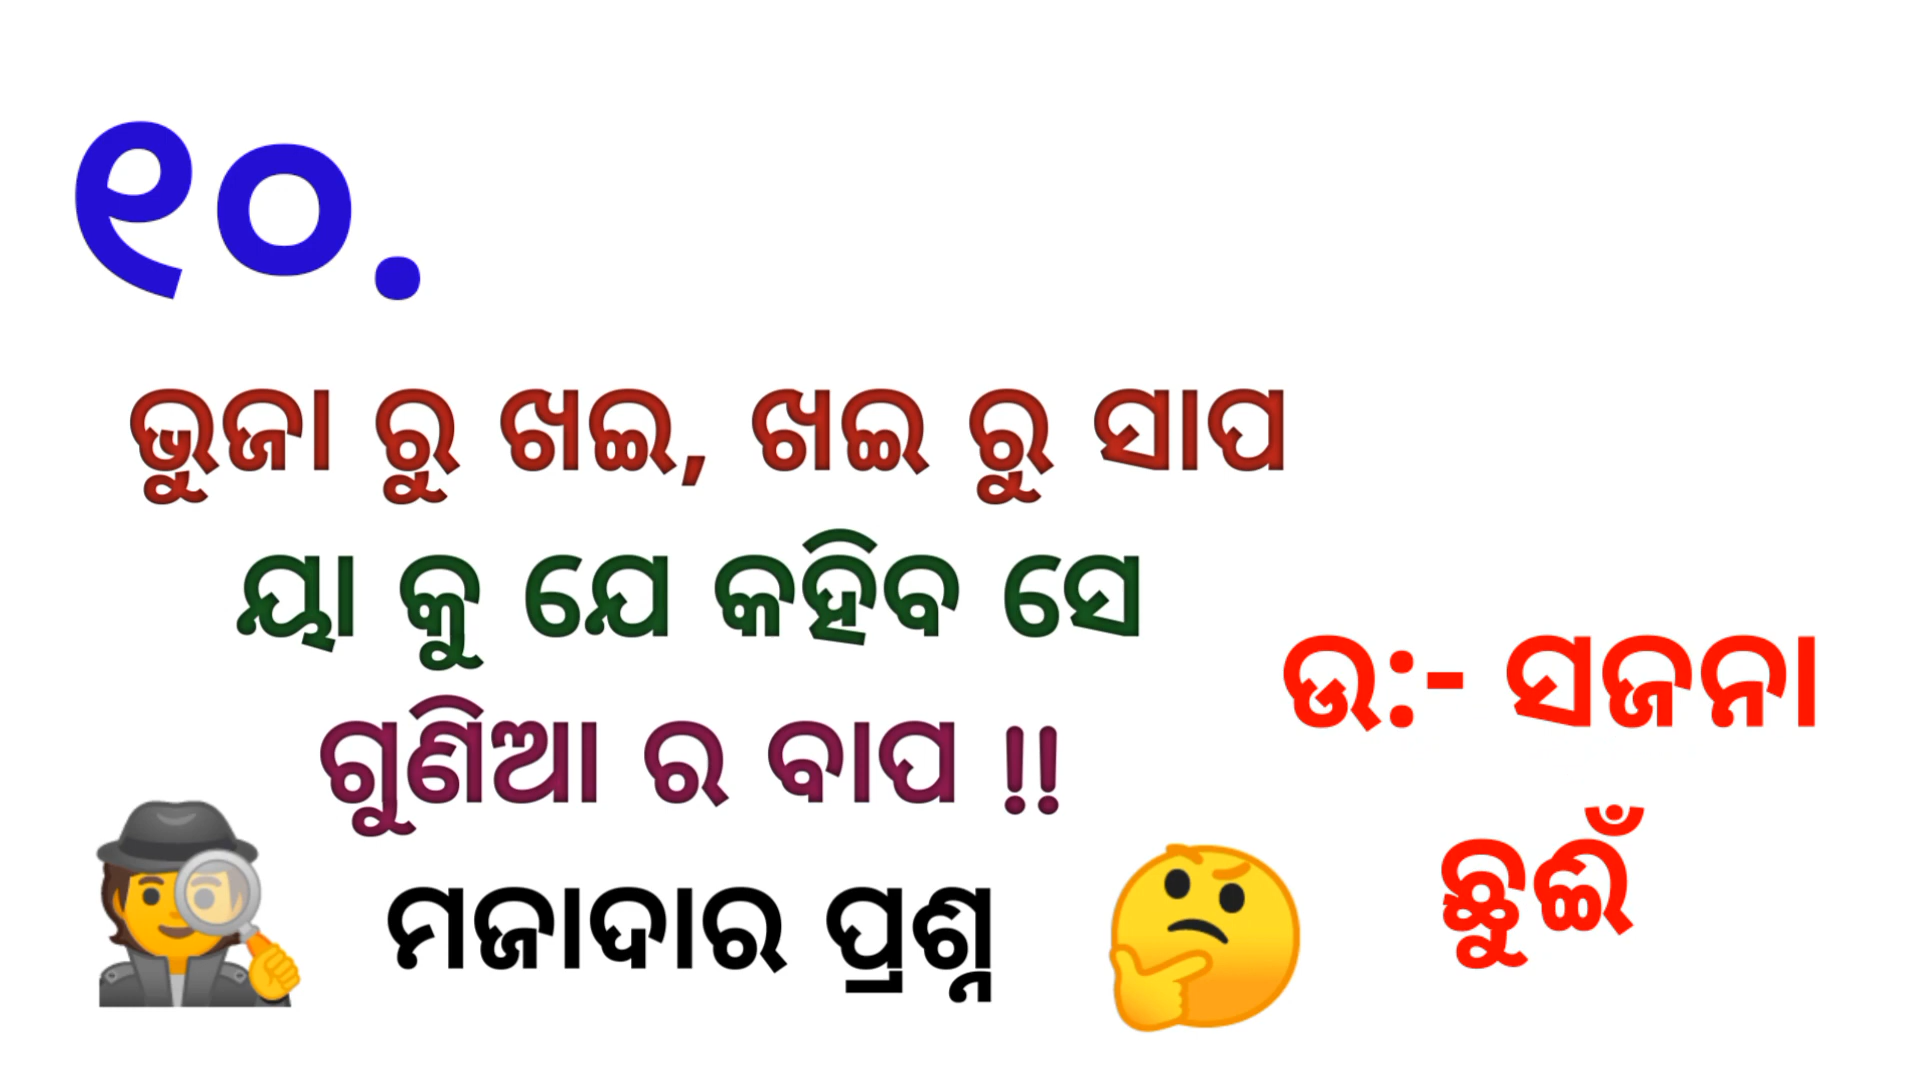 ୧୦.
ଭୁଜା ରୁ ଖଇ, ଖଇ ରୁ ସାପ
ୟା କୁ ଯେ କହିବ ସେ
ଗୁଣିଆ ର ବାପ !!
ମଜାଦାର ପ୍ରଶ୍ନ
ଉ:- ସଜନା
ଛୁଈଁ